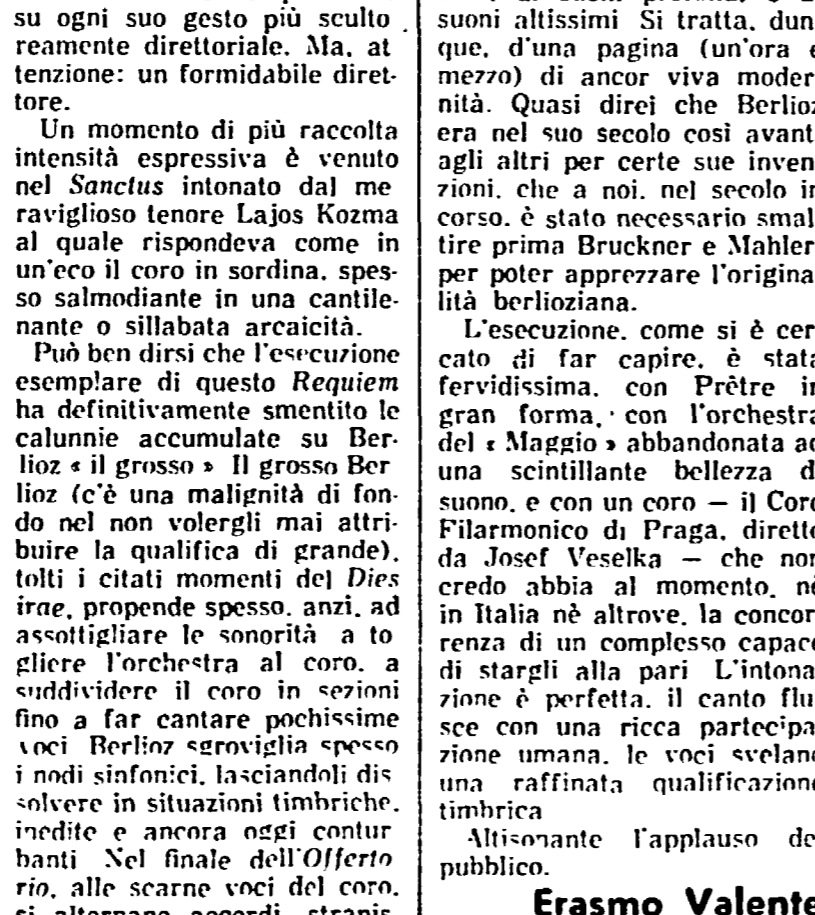 su ogni suo gesto più sculto
reamente direttoriale. Ma. at
tenzione: un formidabile diret-
tore.
Un momento di più raccolta
intensità espressiva è venuto
nel Sanctus intonato dal me
raviglioso tenore Lajos Kozma
al quale rispondeva come in
un'eco il coro in sordina. spes-
so salmodiante in una cantile-
nante o sillabata arcaicità.
Può ben dirsi che l'esecuzione
esemplare di questo Requiem
ha definitivamente smentito le
calunnie accumulate su Ber-
lioz « il grosso » Il grosso Ber
lioz (c'è una malignità di fon-
do nel non volergli mai attri-
buire la qualifica di grande).
tolti i citati momenti del Dies
irae, propende spesso. anzi. ad
assottigliare le sonorità a to
gliere l'orchestra al coro. a
suddividere il coro in sezioni
fino a far cantare pochissime
voci Berlioz sgroviglia spesso
i nodi sinfonici. lasciandoli dis
solvere in situazioni timbriche.
inedite e ancora oggi contur
banti Nel finale dell'Offerto
rio, alle scarne voci del coro.
si alternano accordi stranis
suoni altissimi Si tratta. dun
que. d'una pagina (un'ora e
mezzo) di ancor viva moder
nità. Quasi direi che Berlioz
era nel suo secolo così avant
agli altri per certe sue inven
zioni. che a noi. nel secolo in
corso. è stato necessario smal
tire prima Bruckner e Mahler
per poter apprezzare l'origina
lità berlioziana.
L'esecuzione. come si è cer
cato di far capire. è stata
fervidissima. con Prêtre in
gran forma, con l'orchestra
del « Maggio » abbandonata ad
una scintillante bellezza d
suono. e con un coro — il Coro
Filarmonico di Praga. diretto
da Josef Veselka — che non
credo abbia al momento. nè
in Italia nè altrove. la concor
renza di un complesso capace
di stargli alla pari L'intona
zione è perfetta. il canto flu
sce con una ricca partecipa
zione umana. le voci svelano
una raffinata qualificazione
timbrica
Altisonante l'applauso de
pubblico.
Erasmo Valente